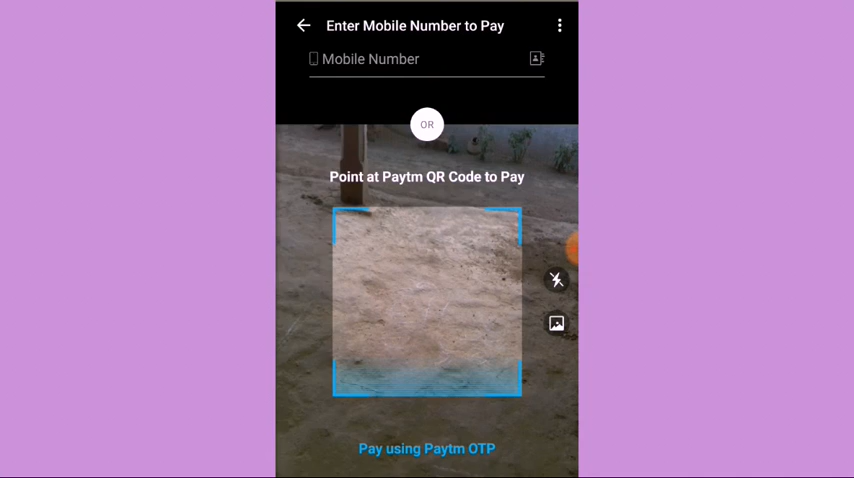 Enter Mobile Number to Pay
Mobile Number
OR
Point at Paytm QR Code to Pay
Pay using Paytm OTP